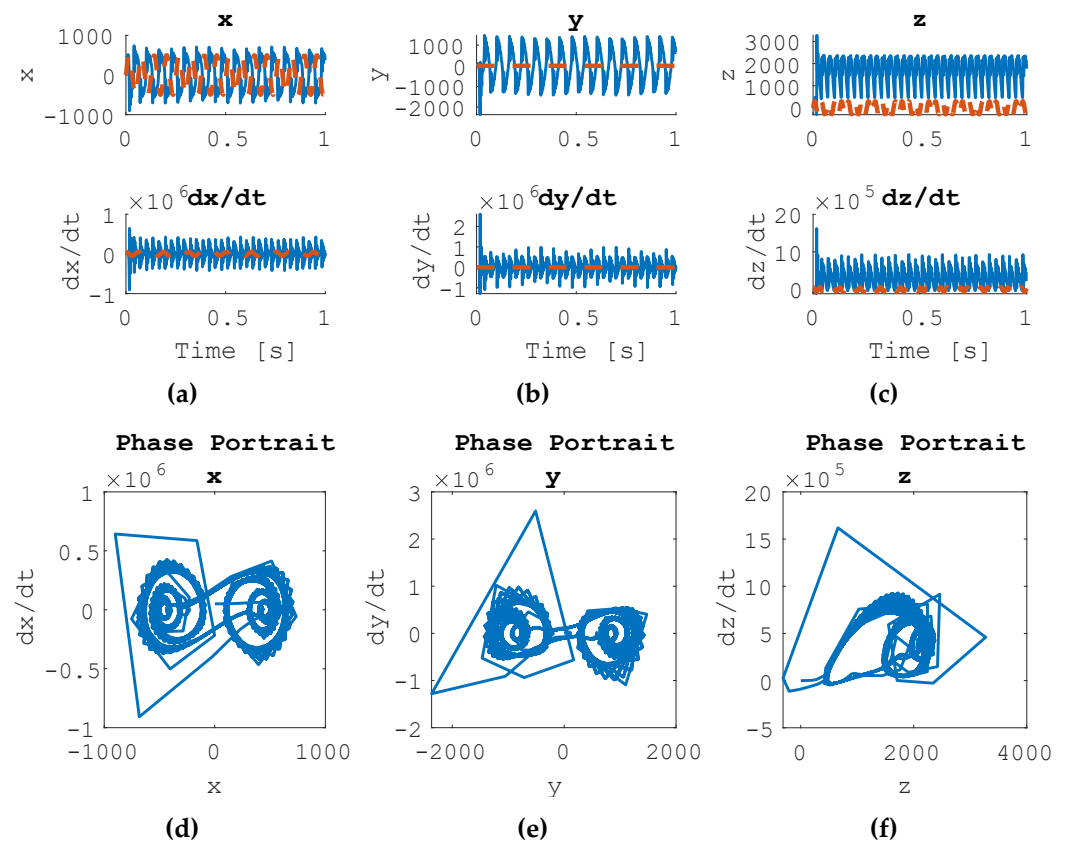 x
1000
0
-1000
x
0 0.5 1
y
1000
0
-1000
-2000
y
0 0.5 1
z
3000
2000
1000
0
z
0 0.5 1
×10 6 dx/dt
1
0
-1
dx/dt
0 0.5 1
Time [s]
(a)
×10 6 dy/dt
2
1
0
-1
dy/dt
0 0.5 1
Time [s]
(b)
×10 5 dz/dt
20
10
0
dz/dt
0 0.5 1
Time [s]
(c)
Phase Portrait
x
×10 6
1
0.5
0
-0.5
-1
dx/dt
-1000 0 1000
x
(d)
Phase Portrait
y
×10 6
3
2
1
0
-1
-2
dy/dt
-2000 0 2000
y
(e)
Phase Portrait
z
×10 5
20
15
10
5
0
-5
dz/dt
0 2000 4000
z
(f)